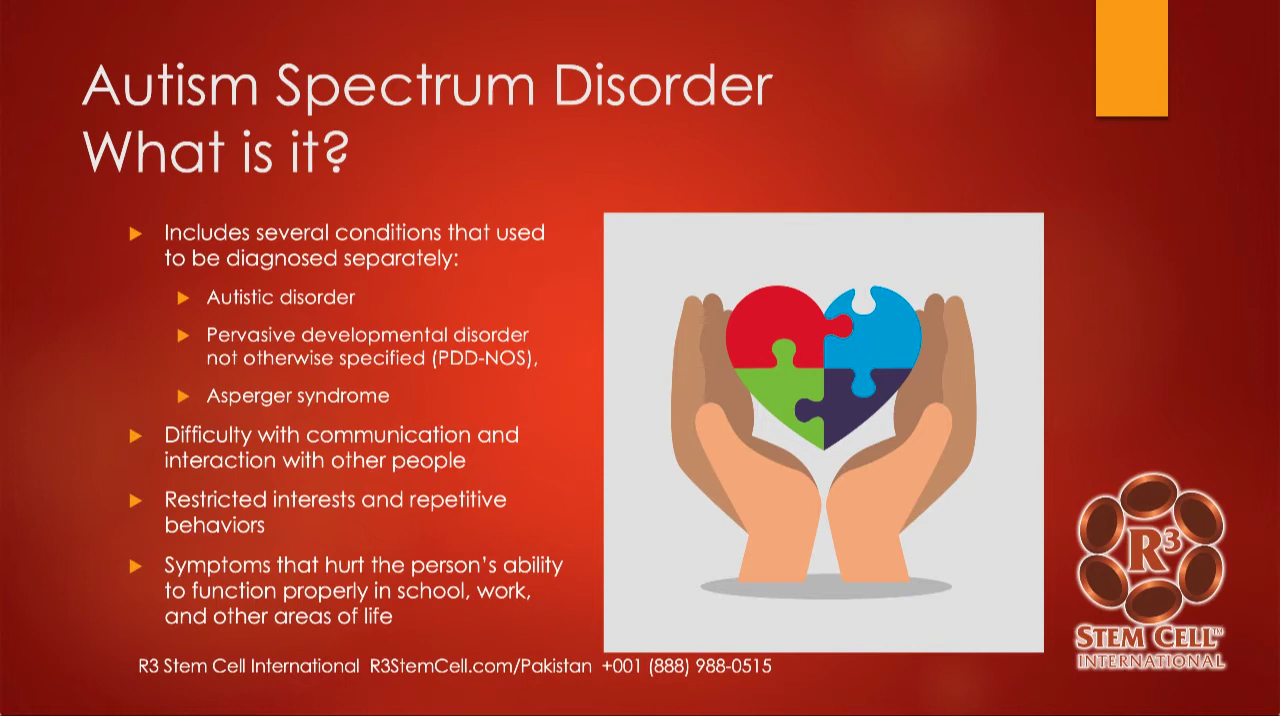 Autism Spectrum Disorder
What is it?
Includes several conditions that used
to be diagnosed separately:
Autistic disorder
Pervasive developmental disorder
not otherwise specified (PDD-NOS),
Asperger syndrome
Difficulty with communication and
interaction with other people
Restricted interests and repetitive
behaviors
Symptoms that hurt the person's ability
to function properly in school, work,
and other areas of life
R3 Stem Cell International R3StemCell.com/Pakistan +001 (888) 988-0515
R³
STEM CELL™
INTERNATIONAL